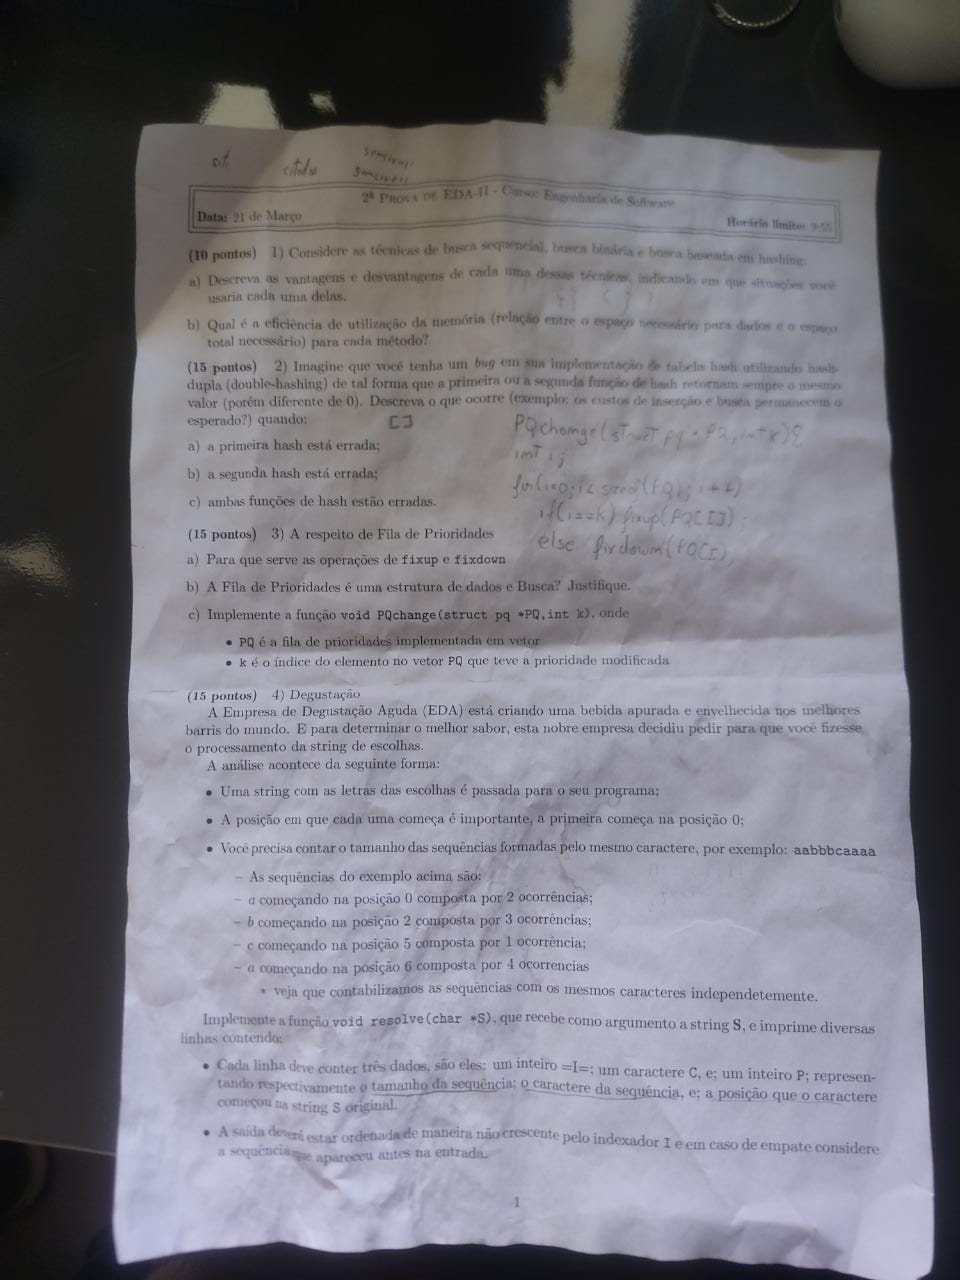 citados
2ª PROVA DE EDA-II - Curso: Engenharia de Software
Data: 21 de Março
Horário limite: 9:55
(10 pontos) 1) Considere as técnicas de busca sequencial, busca binária e busca baseada em hashing.
a) Descreva as vantagens e desvantagens de cada uma dessas técnicas, indicando em que situações você
usaria cada uma delas.
b) Qual é a eficiência de utilização da memória (relação entre o espaço necessário para dados e o espaço
total necessário) para cada método?
(15 pontos) 2) Imagine que você tenha um bug em sua implementação de tabela hash utilizando hash-
dupla (double-hashing) de tal forma que a primeira ou a segunda função de hash retornam sempre o mesmo
valor (porém diferente de 0). Descreva o que ocorre (exemplo: os custos de inserção e busca permanecem o
esperado?) quando:
[]
PQchange(struct pq * PQ, int k){
a) a primeira hash está errada;
int i;
b) a segunda hash está errada;
for(i=0; i< sizeof(PQ); i++)
c) ambas funções de hash estão erradas.
if(i==k) fixup(PQ[I]);
(15 pontos) 3) A respeito de Fila de Prioridades
else fixdown(PQ[I)
a) Para que serve as operações de fixup e fixdown
b) A Fila de Prioridades é uma estrutura de dados e Busca? Justifique.
c) Implemente a função void PQchange(struct pq *PQ,int k), onde
• PQ é a fila de prioridades implementada em vetor
• k é o índice do elemento no vetor PQ que teve a prioridade modificada
(15 pontos) 4) Degustação
A Empresa de Degustação Aguda (EDA) está criando uma bebida apurada e envelhecida nos melhores
barris do mundo. E para determinar o melhor sabor, esta nobre empresa decidiu pedir para que você fizesse
o processamento da string de escolhas.
A análise acontece da seguinte forma:
• Uma string com as letras das escolhas é passada para o seu programa;
• A posição em que cada uma começa é importante, a primeira começa na posição 0;
• Você precisa contar o tamanho das sequências formadas pelo mesmo caractere, por exemplo: aabbbcaaaa
– As sequências do exemplo acima são:
– a começando na posição 0 composta por 2 ocorrências;
– b começando na posição 2 composta por 3 ocorrências;
– c começando na posição 5 composta por 1 ocorrência;
– a começando na posição 6 composta por 4 ocorrencias
* veja que contabilizamos as sequências com os mesmos caracteres independetemente.
Implemente a função void resolve(char *S), que recebe como argumento a string S, e imprime diversas
linhas contendo:
• Cada linha deve conter três dados, são eles: um inteiro =I=; um caractere C, e; um inteiro P; represen-
tando respectivamente o tamanho da sequência; o caractere da sequência, e; a posição que o caractere
começou na string S original.
• A saída deverá estar ordenada de maneira não crescente pelo indexador I e em caso de empate considere
a sequência que apareceu antes na entrada.
1